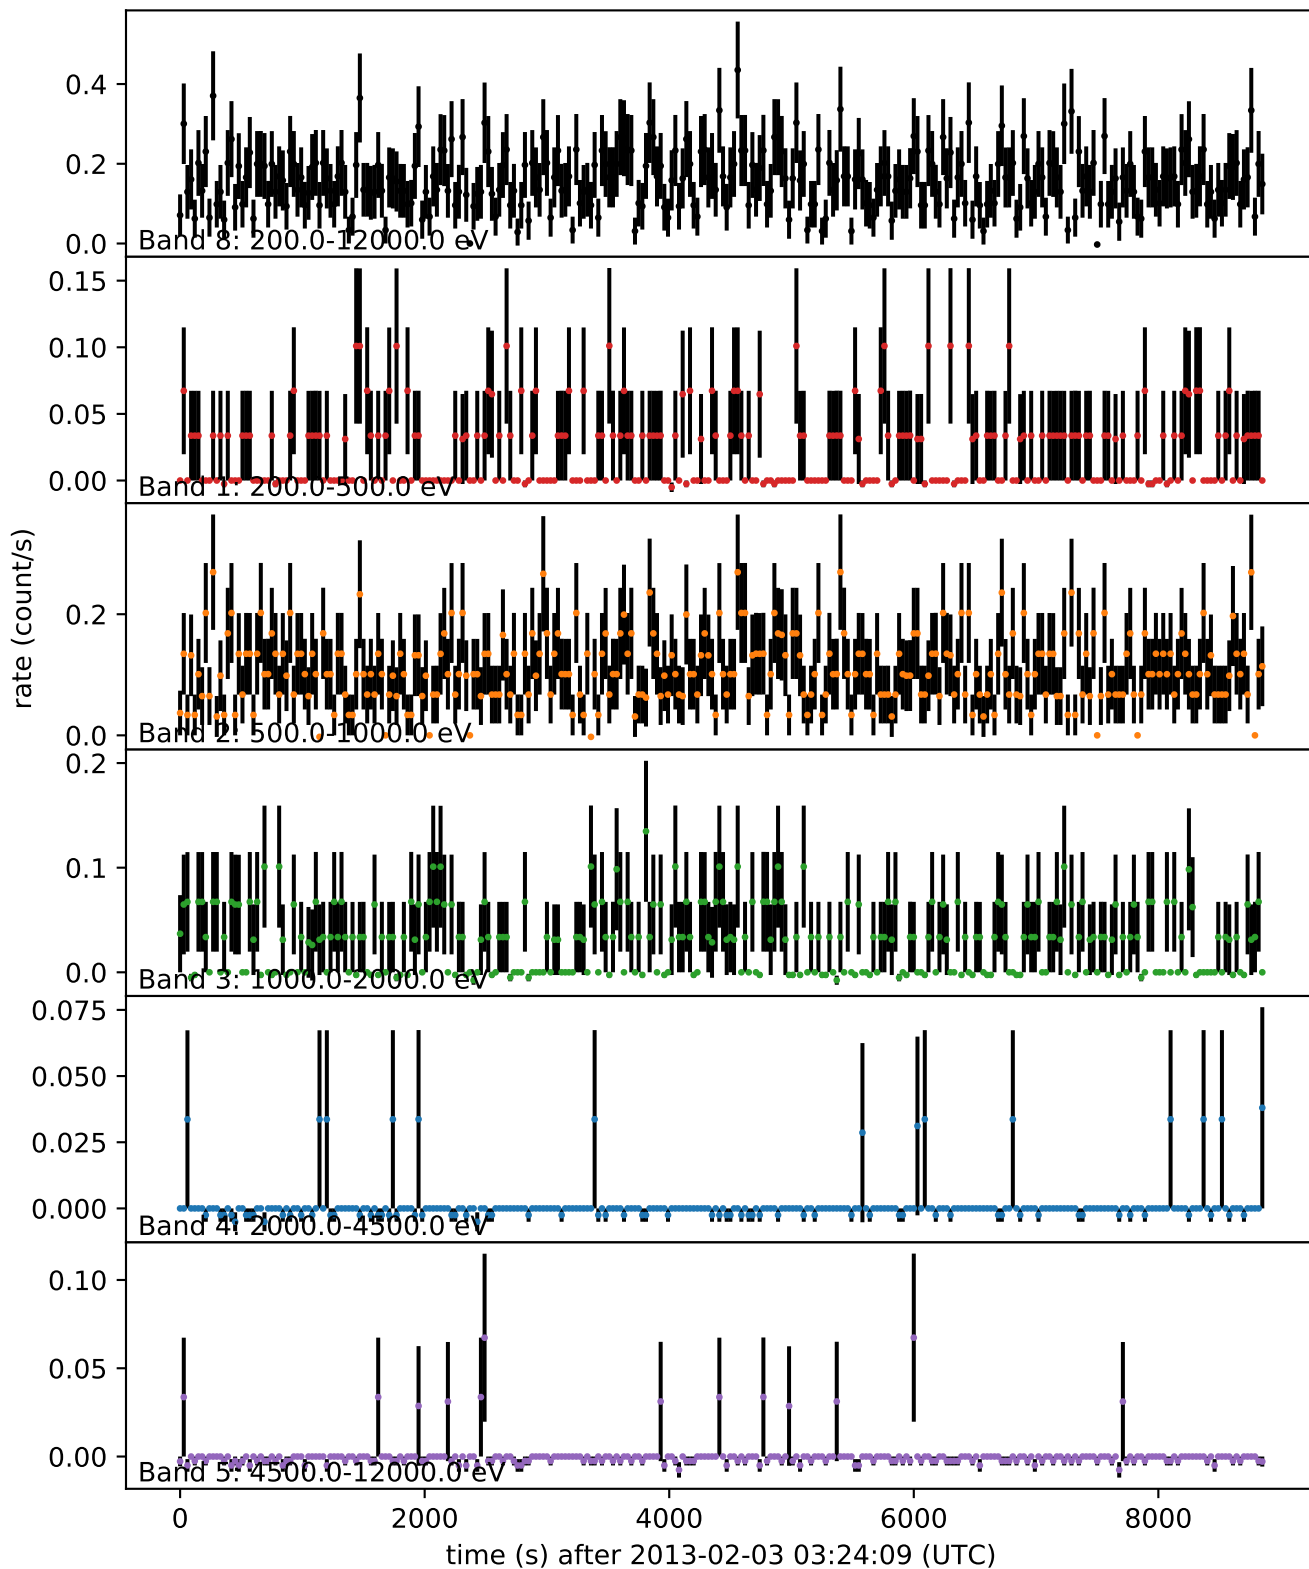 0.4
0.2
0.0
Band 8: 200.0-12000.0 eV
0.15
0.10
0.05
0.00
Band 1: 200.0-500.0 eV
rate (count/s)
0.2
0.0
Band 2: 500.0-1000.0 eV
0.2
0.1
0.0
Band 3: 1000.0-2000.0 eV
0.075
0.050
0.025
0.000
Band 4: 2000.0-4500.0 eV
0.10
0.05
0.00
Band 5: 4500.0-12000.0 eV
0 2000 4000 6000 8000
time (s) after 2013-02-03 03:24:09 (UTC)